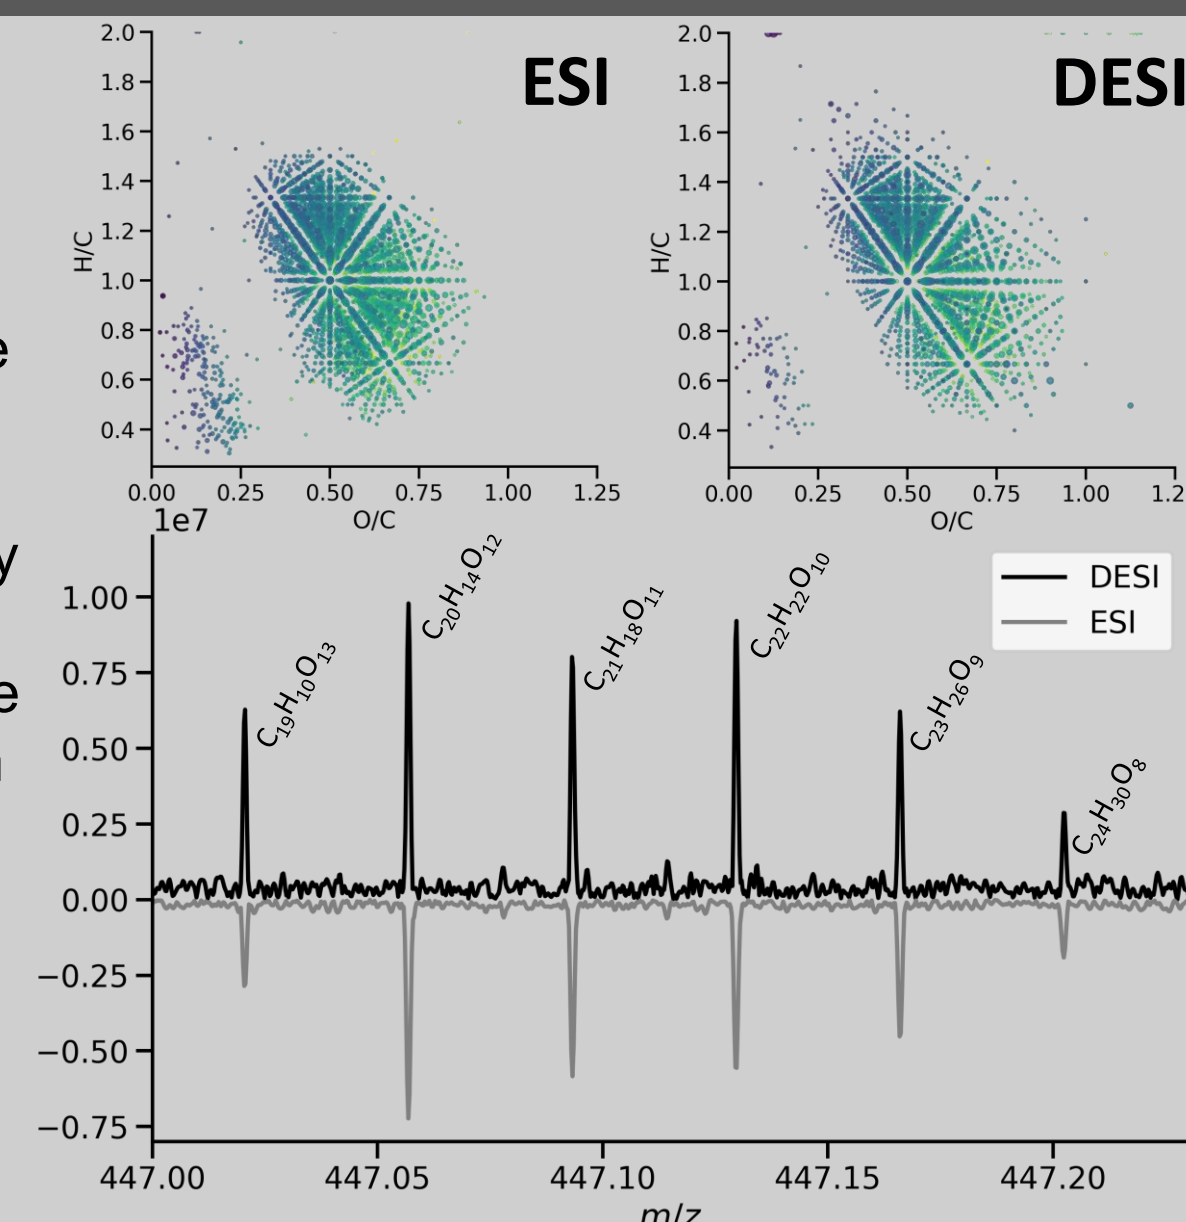 ESI
2.0
1.8
1.6
1.4
1.2
1.0
0.8
0.6
0.4
H/C
0.00 0.25 0.50 0.75 1.00 1.25
O/C
DESI
2.0
1.8
1.6
1.4
1.2
1.0
0.8
0.6
0.4
H/C
0.00 0.25 0.50 0.75 1.00 1.2
O/C
e
y
e
1e7
1.00
0.75
0.50
0.25
0.00
−0.25
−0.50
−0.75
C₁₉H₁₀O₁₃
C₂₀H₁₄O₁₂
C₂₁H₁₈O₁₁
C₂₂H₂₂O₁₀
C₂₃H₂₆O₉
C₂₄H₃₀O₈
DESI
ESI
447.00 447.05 447.10 447.15 447.20
m/z